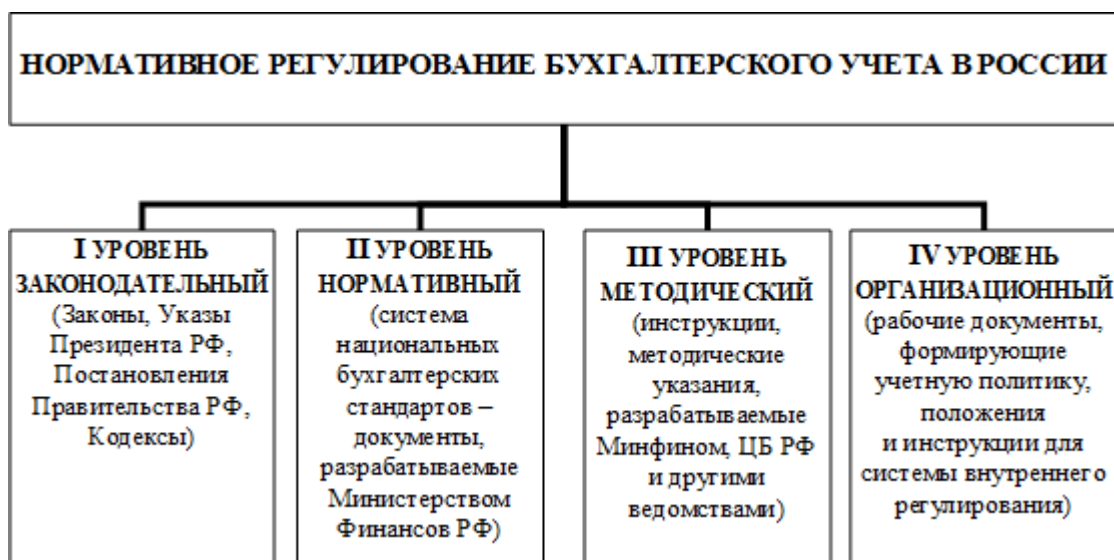 НОРМАТИВНОЕ РЕГУЛИРОВАНИЕ БУХГАЛТЕРСКОГО УЧЕТА В РОССИИ
I УРОВЕНЬ
ЗАКОНОДАТЕЛЬНЫЙ
(Законы, Указы
Президента РФ,
Постановления
Правительства РФ,
Кодексы)
II УРОВЕНЬ
НОРМАТИВНЫЙ
(система
национальных
бухгалтерских
стандартов –
документы,
разрабатываемые
Министерством
Финансов РФ)
III УРОВЕНЬ
МЕТОДИЧЕСКИЙ
(инструкции,
методические
указания,
разрабатываемые
Минфином, ЦБ РФ
и другими
ведомствами)
IV УРОВЕНЬ
ОРГАНИЗАЦИОННЫЙ
(рабочие документы,
формирующие
учетную политику,
положения
и инструкции для
системы внутреннего
регулирования)